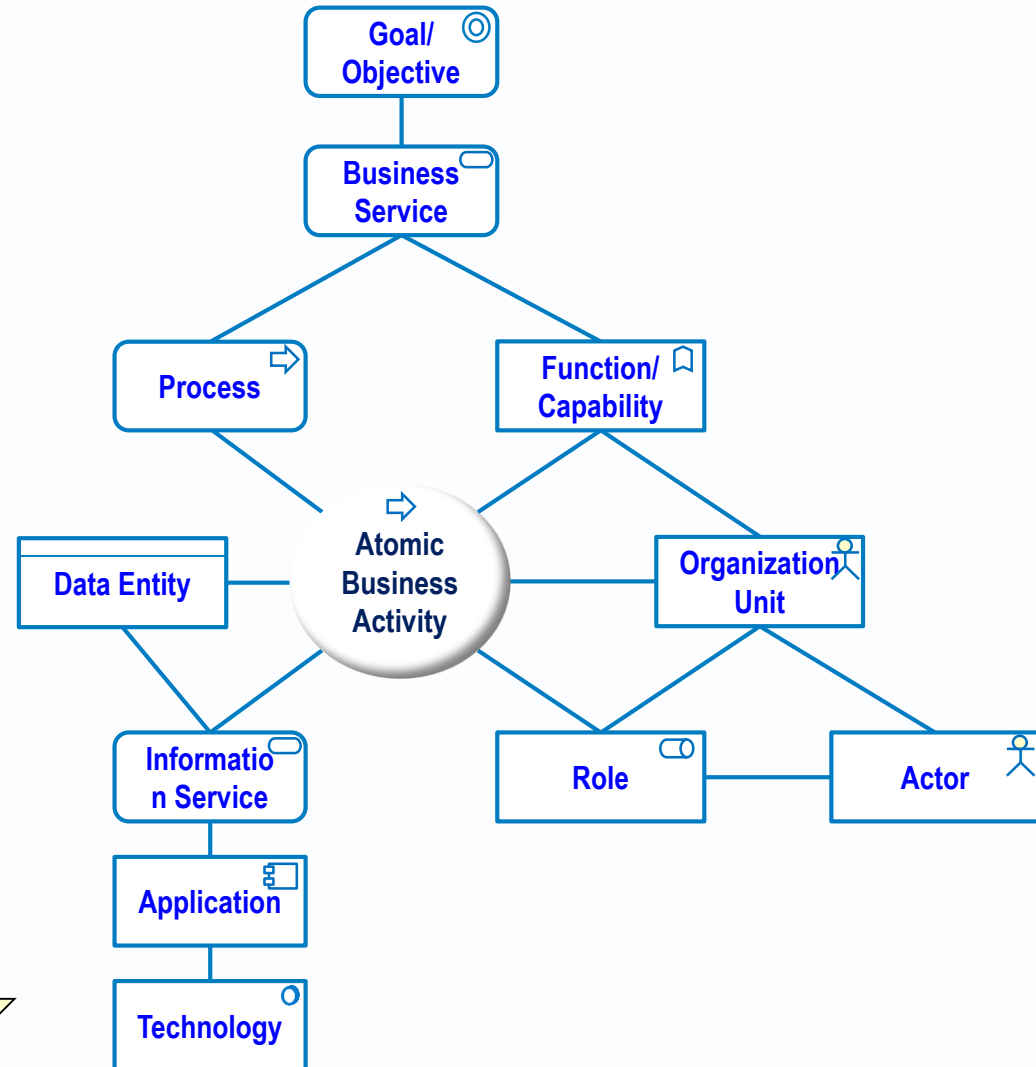 Goal/
Objective
Business
Service
Process
Function/
Capability
Atomic
Business
Activity
Data Entity
Organization
Unit
Informatio
n Service
Role
Actor
Application
Technology